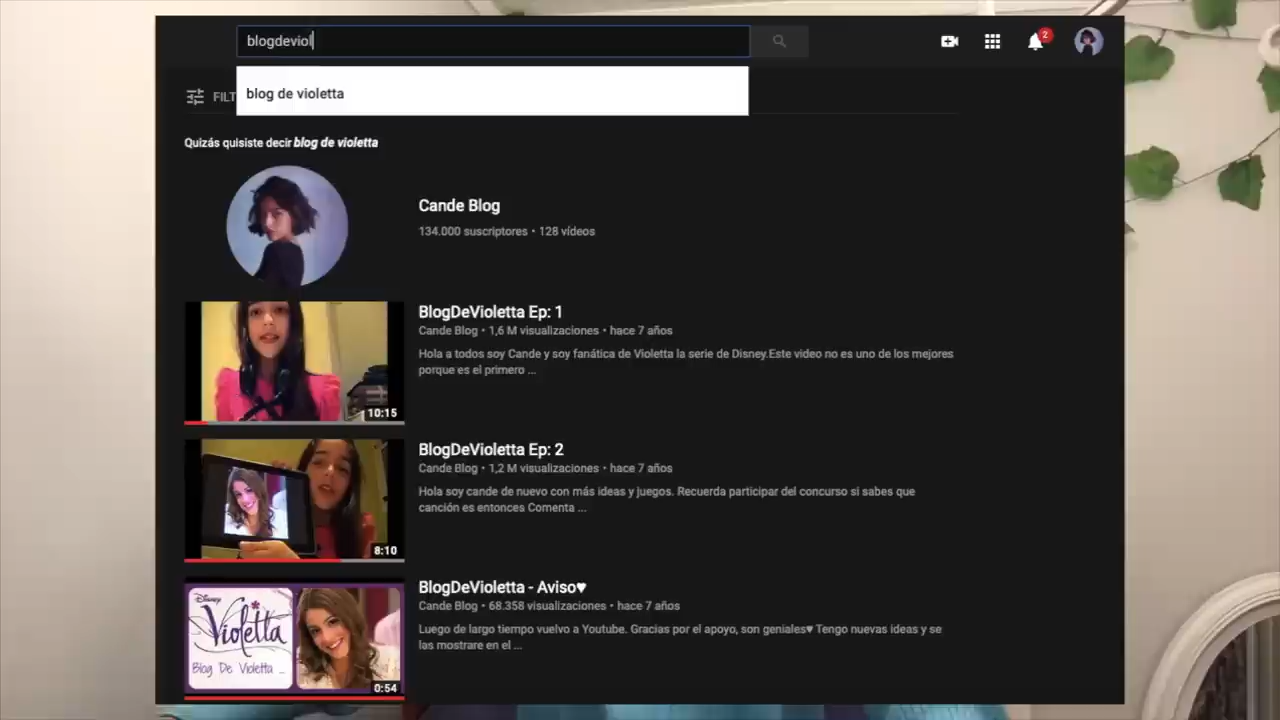 blogdeviol
2
FILT
blog de violetta
Quizás quisiste decir blog de violetta
Cande Blog
134.000 suscriptores • 128 vídeos
BlogDeVioletta Ep: 1
Cande Blog • 1,6 M visualizaciones • hace 7 años
Hola a todos soy Cande y soy fanática de Violetta la serie de Disney.Este video no es uno de los mejores
porque es el primero ...
10:15
BlogDeVioletta Ep: 2
Cande Blog • 1,2 M visualizaciones • hace 7 años
Hola soy cande de nuevo con más ideas y juegos. Recuerda participar del concurso si sabes que
canción es entonces Comenta ...
8:10
BlogDeVioletta - Aviso♥
Cande Blog • 68.358 visualizaciones • hace 7 años
Luego de largo tiempo vuelvo a Youtube. Gracias por el apoyo, son geniales♥ Tengo nuevas ideas y se
las mostrare en el ...
Disney
Violetta
Blog De Violetta ...
0:54